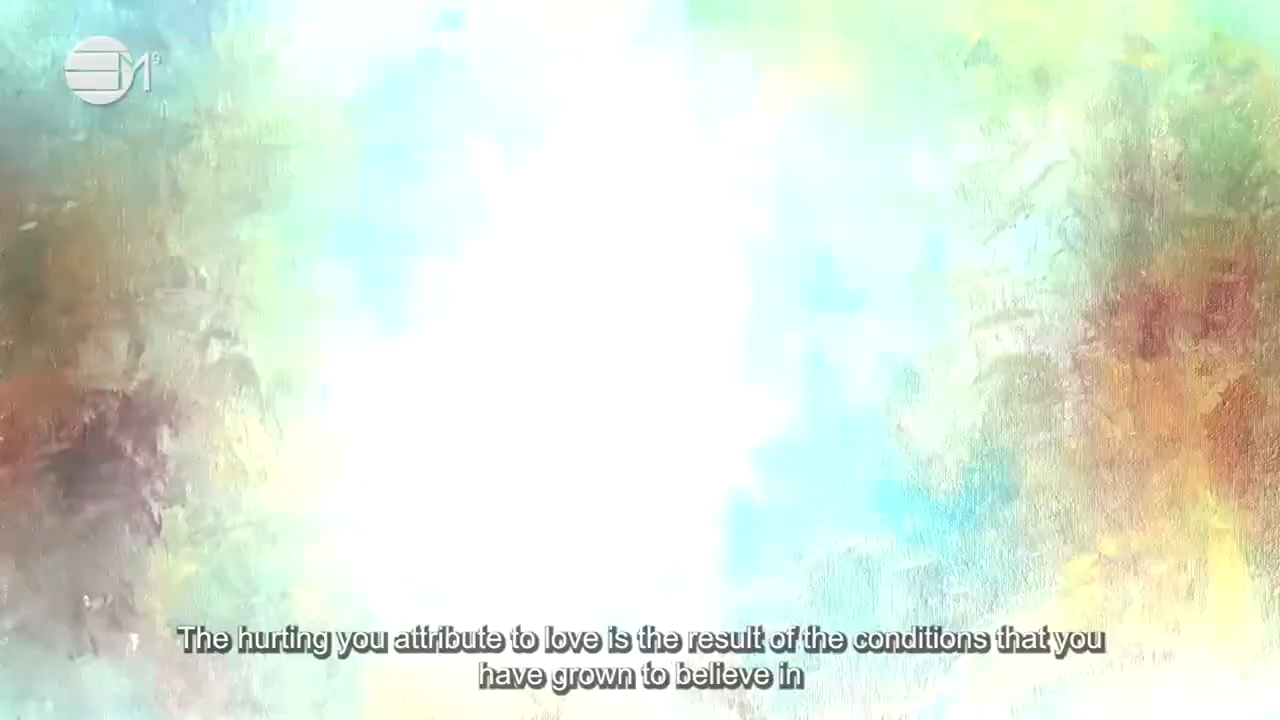 EM³
The hurting you attribute to love is the result of the conditions that you
have grown to believe in